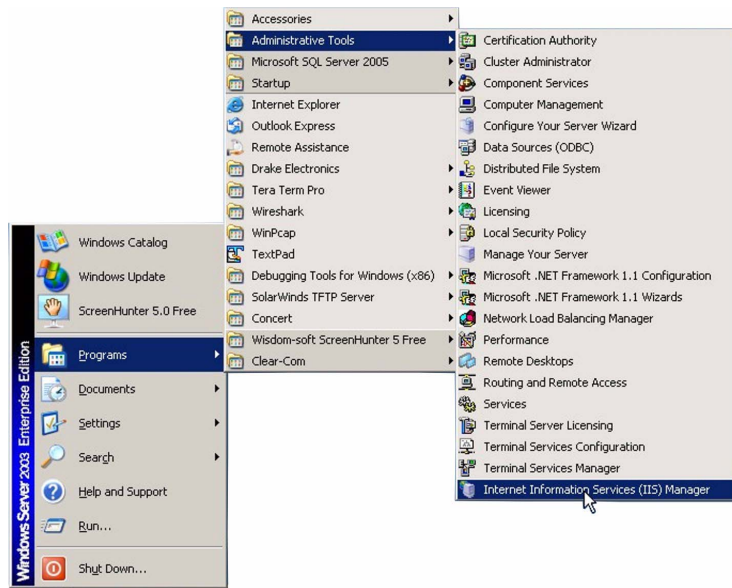 Accessories
Administrative Tools
Microsoft SQL Server 2005
Startup
Internet Explorer
Outlook Express
Remote Assistance
Drake Electronics
Tera Term Pro
Wireshark
WinPcap
TextPad
Debugging Tools for Windows (x86)
SolarWinds TFTP Server
Concert
Wisdom-soft ScreenHunter 5 Free
Clear-Com
Certification Authority
Cluster Administrator
Component Services
Computer Management
Configure Your Server Wizard
Data Sources (ODBC)
Distributed File System
Event Viewer
Licensing
Local Security Policy
Manage Your Server
Microsoft .NET Framework 1.1 Configuration
Microsoft .NET Framework 1.1 Wizards
Network Load Balancing Manager
Performance
Remote Desktops
Routing and Remote Access
Services
Terminal Server Licensing
Terminal Services Configuration
Terminal Services Manager
Internet Information Services (IIS) Manager
Windows Catalog
Windows Update
ScreenHunter 5.0 Free
Programs
Documents
Settings
Search
Help and Support
Run...
Shut Down...
Windows Server 2003 Enterprise Edition